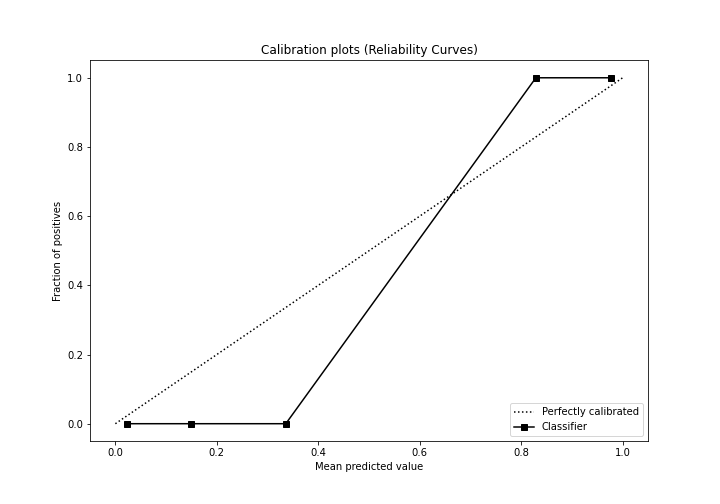 Calibration plots (Reliability Curves)
1.0
0.8
0.6
0.4
0.2
0.0
Fraction of positives
0.0 0.2 0.4 0.6 0.8 1.0
Mean predicted value
Perfectly calibrated
Classifier